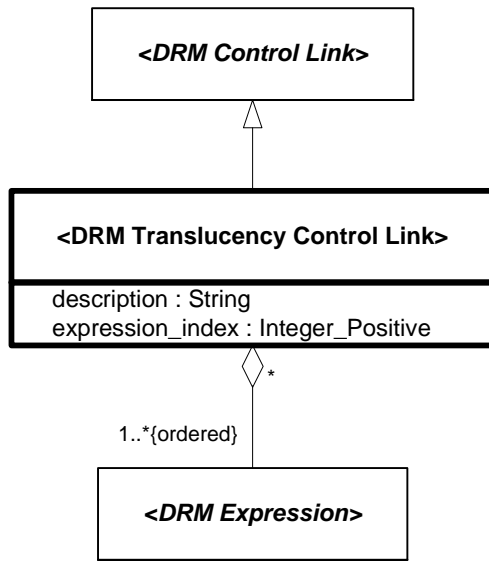 <DRM Control Link>
<DRM Translucency Control Link>
description : String
expression_index : Integer_Positive
*
1..*{ordered}
<DRM Expression>